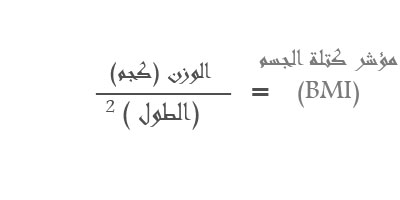 مؤشر كتلة الجسم
(BMI)
=
الوزن (كجم)
(الطول) 2